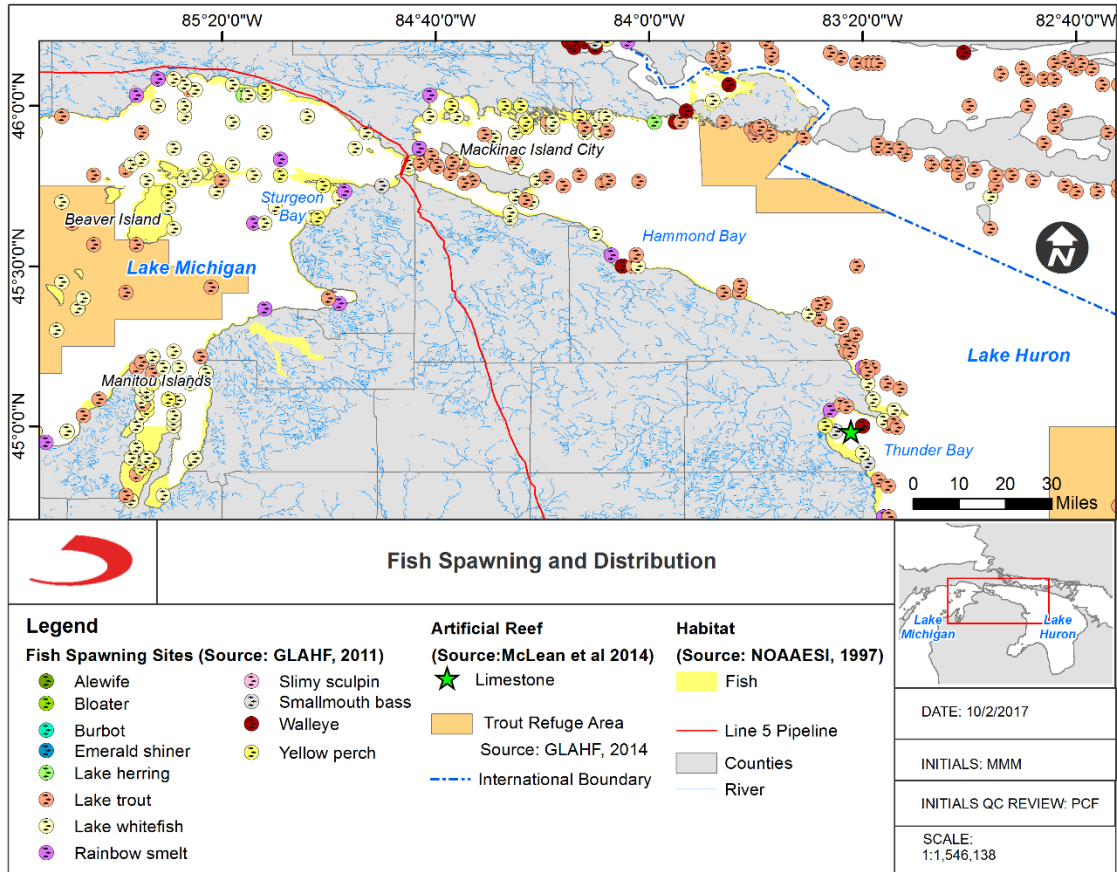 85°20'0"W
84°40'0"W
84°0'0"W
83°20'0"W
82°40'0"W
46°0'0"N
45°30'0"N
45°0'0"N
Mackinac Island City
Beaver Island
Sturgeon
Bay
Lake Michigan
Hammond Bay
N
Lake Huron
Manitou Islands
Thunder Bay
0 10 20 30
Miles
Fish Spawning and Distribution
Lake
Michigan
Lake
Huron
Legend
Fish Spawning Sites (Source: GLAHF, 2011)
Alewife
Bloater
Burbot
Emerald shiner
Lake herring
Lake trout
Lake whitefish
Rainbow smelt
Slimy sculpin
Smallmouth bass
Walleye
Yellow perch
Artificial Reef
(Source:McLean et al 2014)
Limestone
Trout Refuge Area
Source: GLAHF, 2014
International Boundary
Habitat
(Source: NOAAESI, 1997)
Fish
Line 5 Pipeline
Counties
River
DATE: 10/2/2017
INITIALS: MMM
INITIALS QC REVIEW: PCF
SCALE:
1:1,546,138